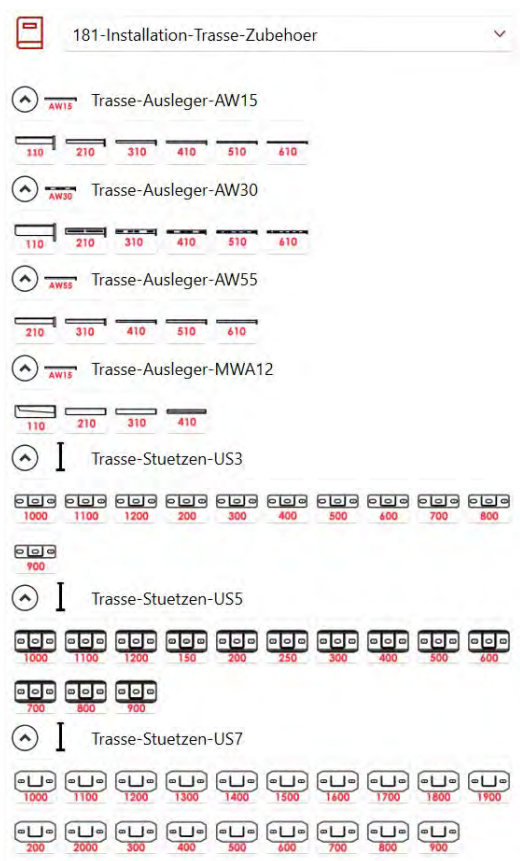 181-Installation-Trasse-Zubehoer
AW15 Trasse-Ausleger-AW15
110 210 310 410 510 610
AW30 Trasse-Ausleger-AW30
110 210 310 410 510 610
AW55 Trasse-Ausleger-AW55
210 310 410 510 610
AW15 Trasse-Ausleger-MWA12
110 210 310 410
Trasse-Stuetzen-US3
1000 1100 1200 200 300 400 500 600 700 800
900
Trasse-Stuetzen-US5
1000 1100 1200 150 200 250 300 400 500 600
700 800 900
Trasse-Stuetzen-US7
1000 1100 1200 1300 1400 1500 1600 1700 1800 1900
200 2000 300 400 500 600 700 800 900